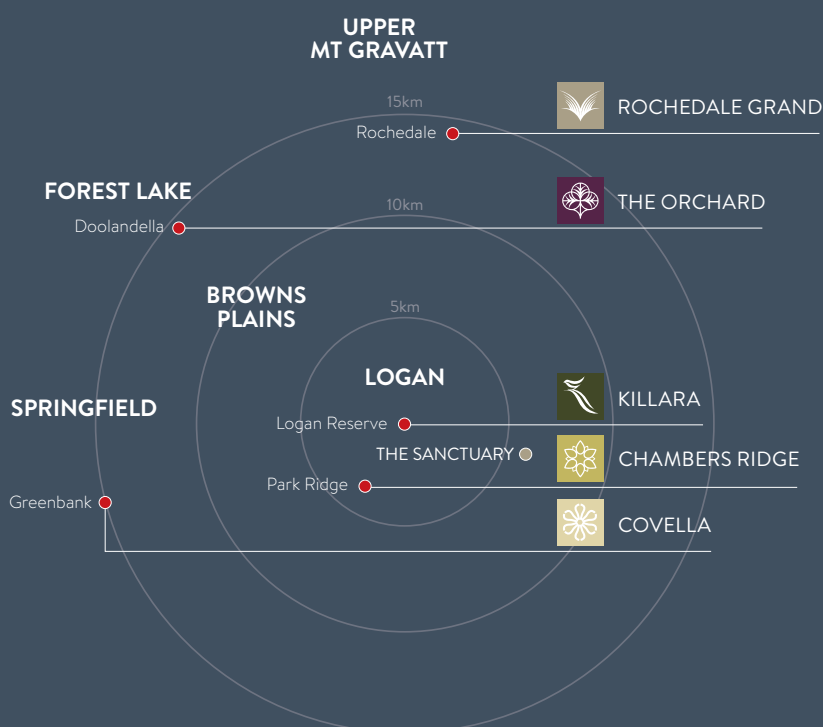 UPPER
MT GRAVATT
15km
ROCHEDALE GRAND
Rochedale
FOREST LAKE
THE ORCHARD
10km
Doolandella
BROWNS
PLAINS
5km
LOGAN
KILLARA
SPRINGFIELD
Logan Reserve
THE SANCTUARY
CHAMBERS RIDGE
Park Ridge
Greenbank
COVELLA